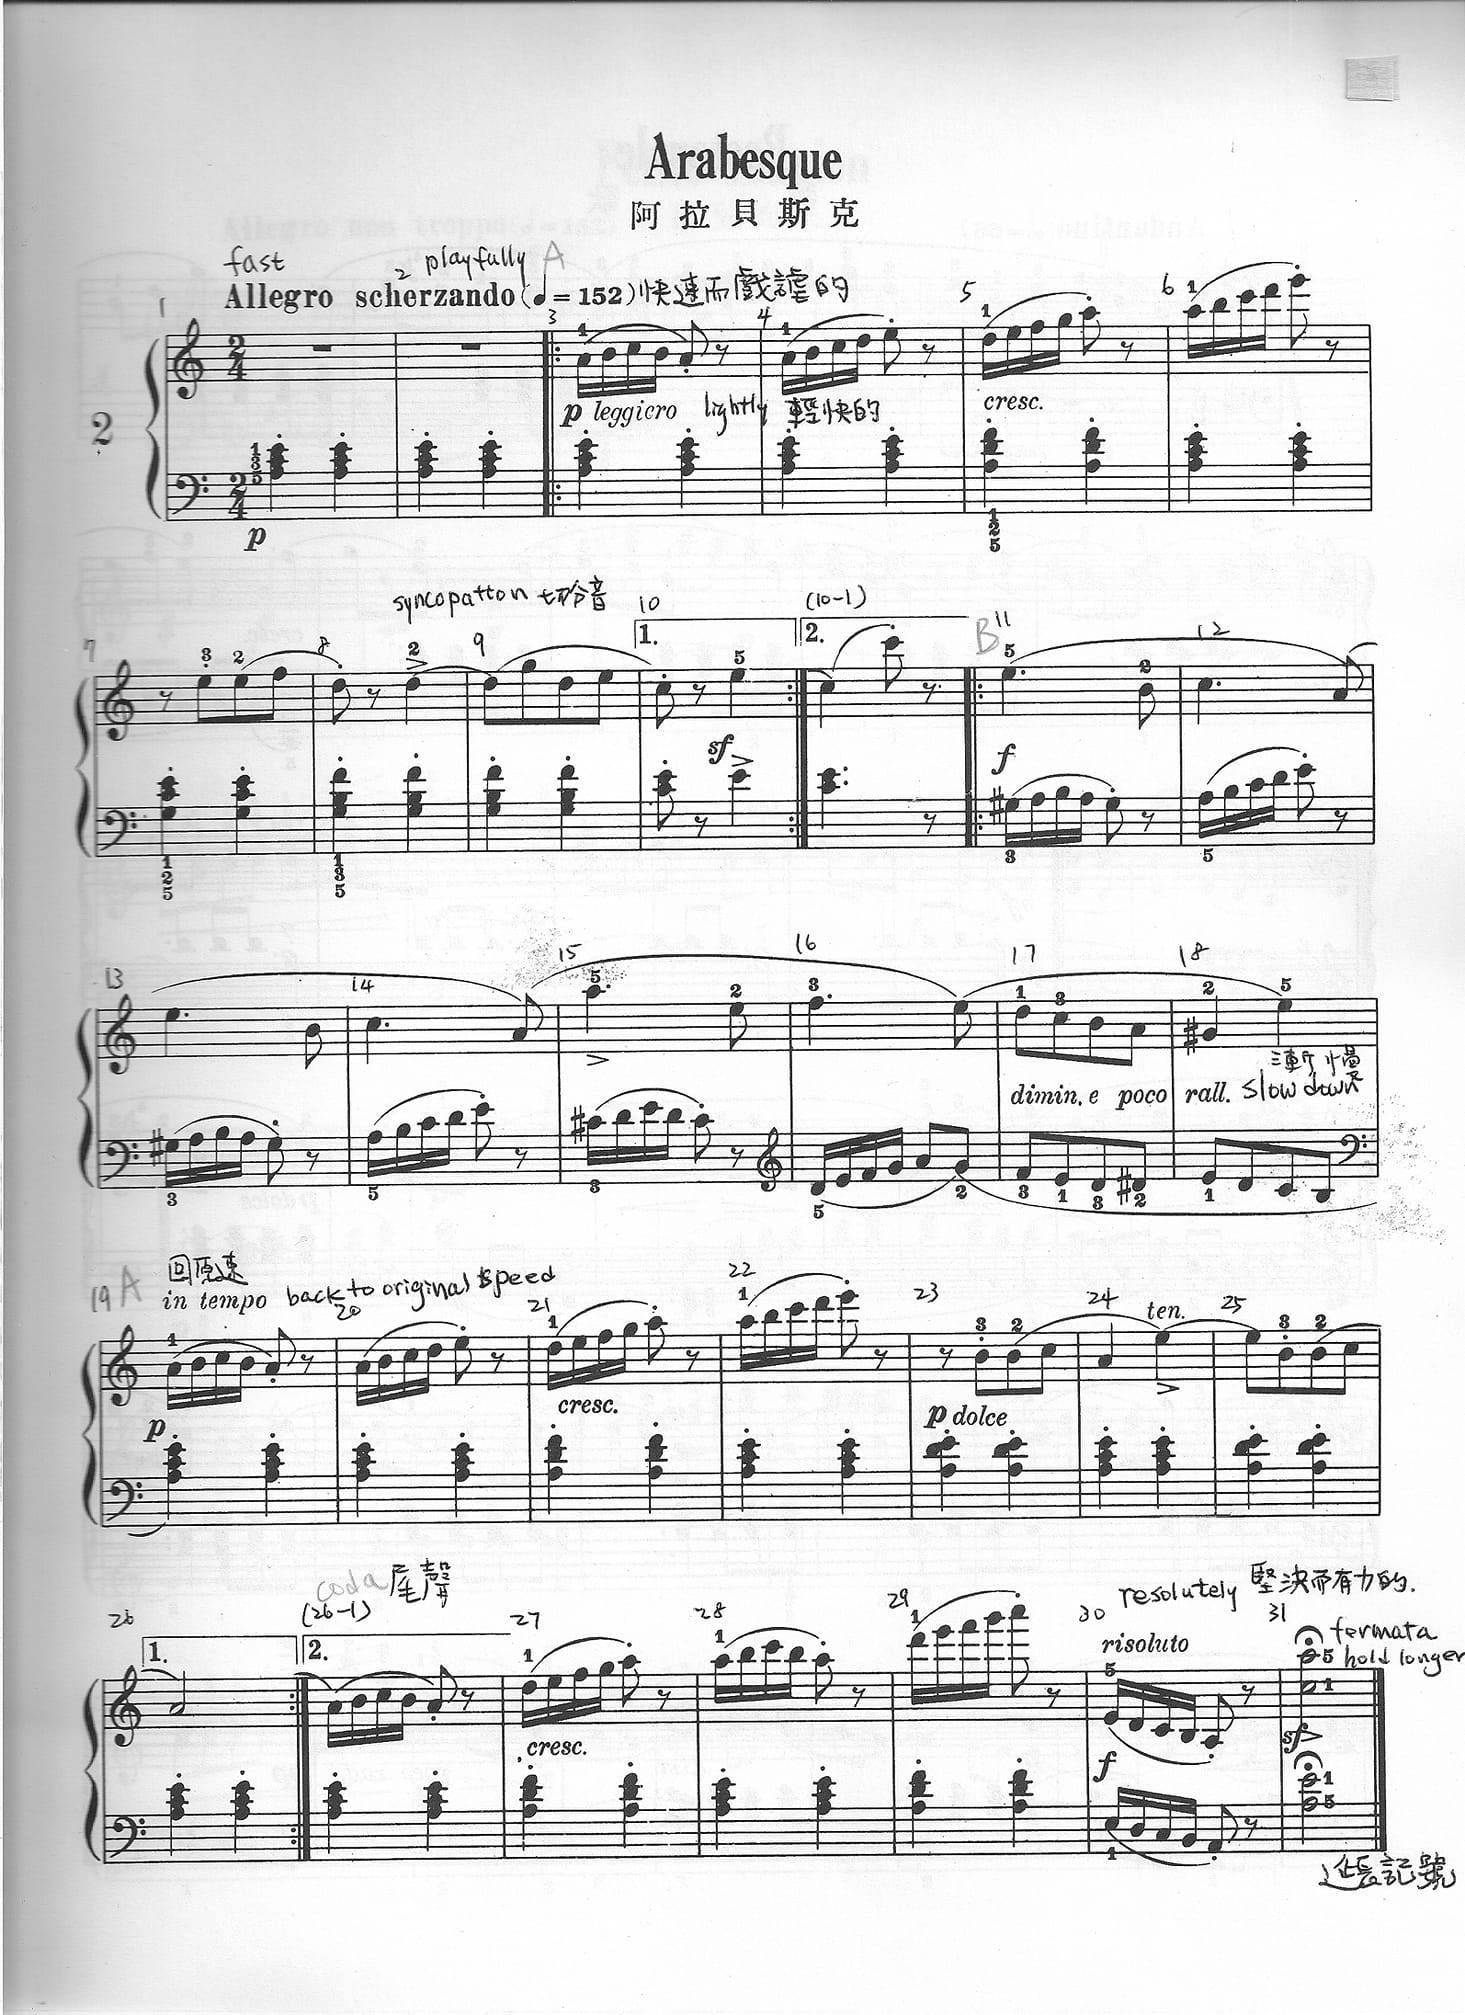 Arabesque
阿拉貝斯克
fast
2 playfully A
1 Allegro scherzando (♩=152) 快速而戲謔的
3 4 5 6
2
p leggiero lightly 輕快的 cresc.
p
syncopatton 切分音
7 8 9 10 (10-1) B 11 12
1. 2.
sf f
13 14 15 16 17 18
dimin. e poco rall. slow down 漸慢
回原速
19 A in tempo back to original speed
20 21 22 23 24 ten. 25
p cresc. p dolce
coda 尾聲
resolutely 堅決而有力的.
26 (26-1) 27 28 29 30 31
1. 2. risoluto fermata
hold longer
cresc. f sf
延長記號